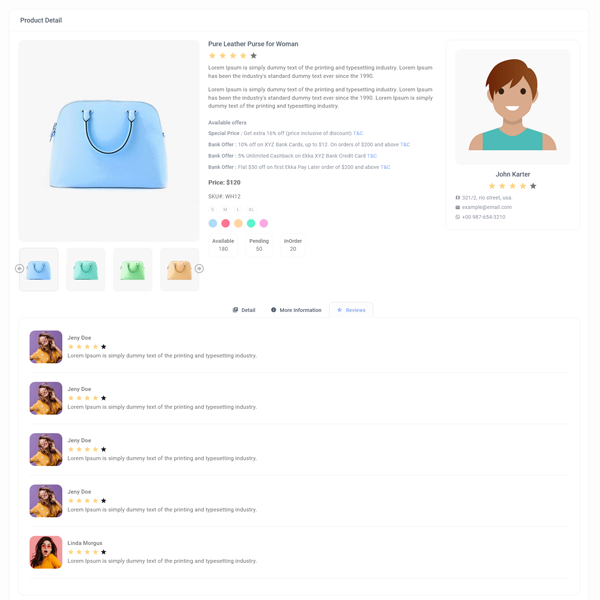 Product Detail
Pure Leather Purse for Woman
Lorem Ipsum is simply dummy text of the printing and typesetting industry. Lorem Ipsum
has been the industry's standard dummy text ever since the 1990.
Lorem Ipsum is simply dummy text of the printing and typesetting industry. Lorem Ipsum
has been the industry's standard dummy text ever since the 1990. Lorem Ipsum is simply
dummy text of the printing and typesetting industry.
Available offers
Special Price : Get extra 16% off (price inclusive of discount) T&C
Bank Offer : 10% off on XYZ Bank Cards, up to $12. On orders of $200 and above T&C
Bank Offer : 5% Unlimited Cashback on Ekka XYZ Bank Credit Card T&C
Bank Offer : Flat $50 off on first Ekka Pay Later order of $200 and above T&C
Price: $120
SKU#: WH12
S M L XL
Available Pending InOrder
180 50 20
John Karter
321/2, rio street, usa.
example@email.com
+00 987-654-3210
Detail More Information Reviews
Jeny Doe
Lorem Ipsum is simply dummy text of the printing and typesetting industry.
Jeny Doe
Lorem Ipsum is simply dummy text of the printing and typesetting industry.
Jeny Doe
Lorem Ipsum is simply dummy text of the printing and typesetting industry.
Jeny Doe
Lorem Ipsum is simply dummy text of the printing and typesetting industry.
Linda Morgus
Lorem Ipsum is simply dummy text of the printing and typesetting industry.